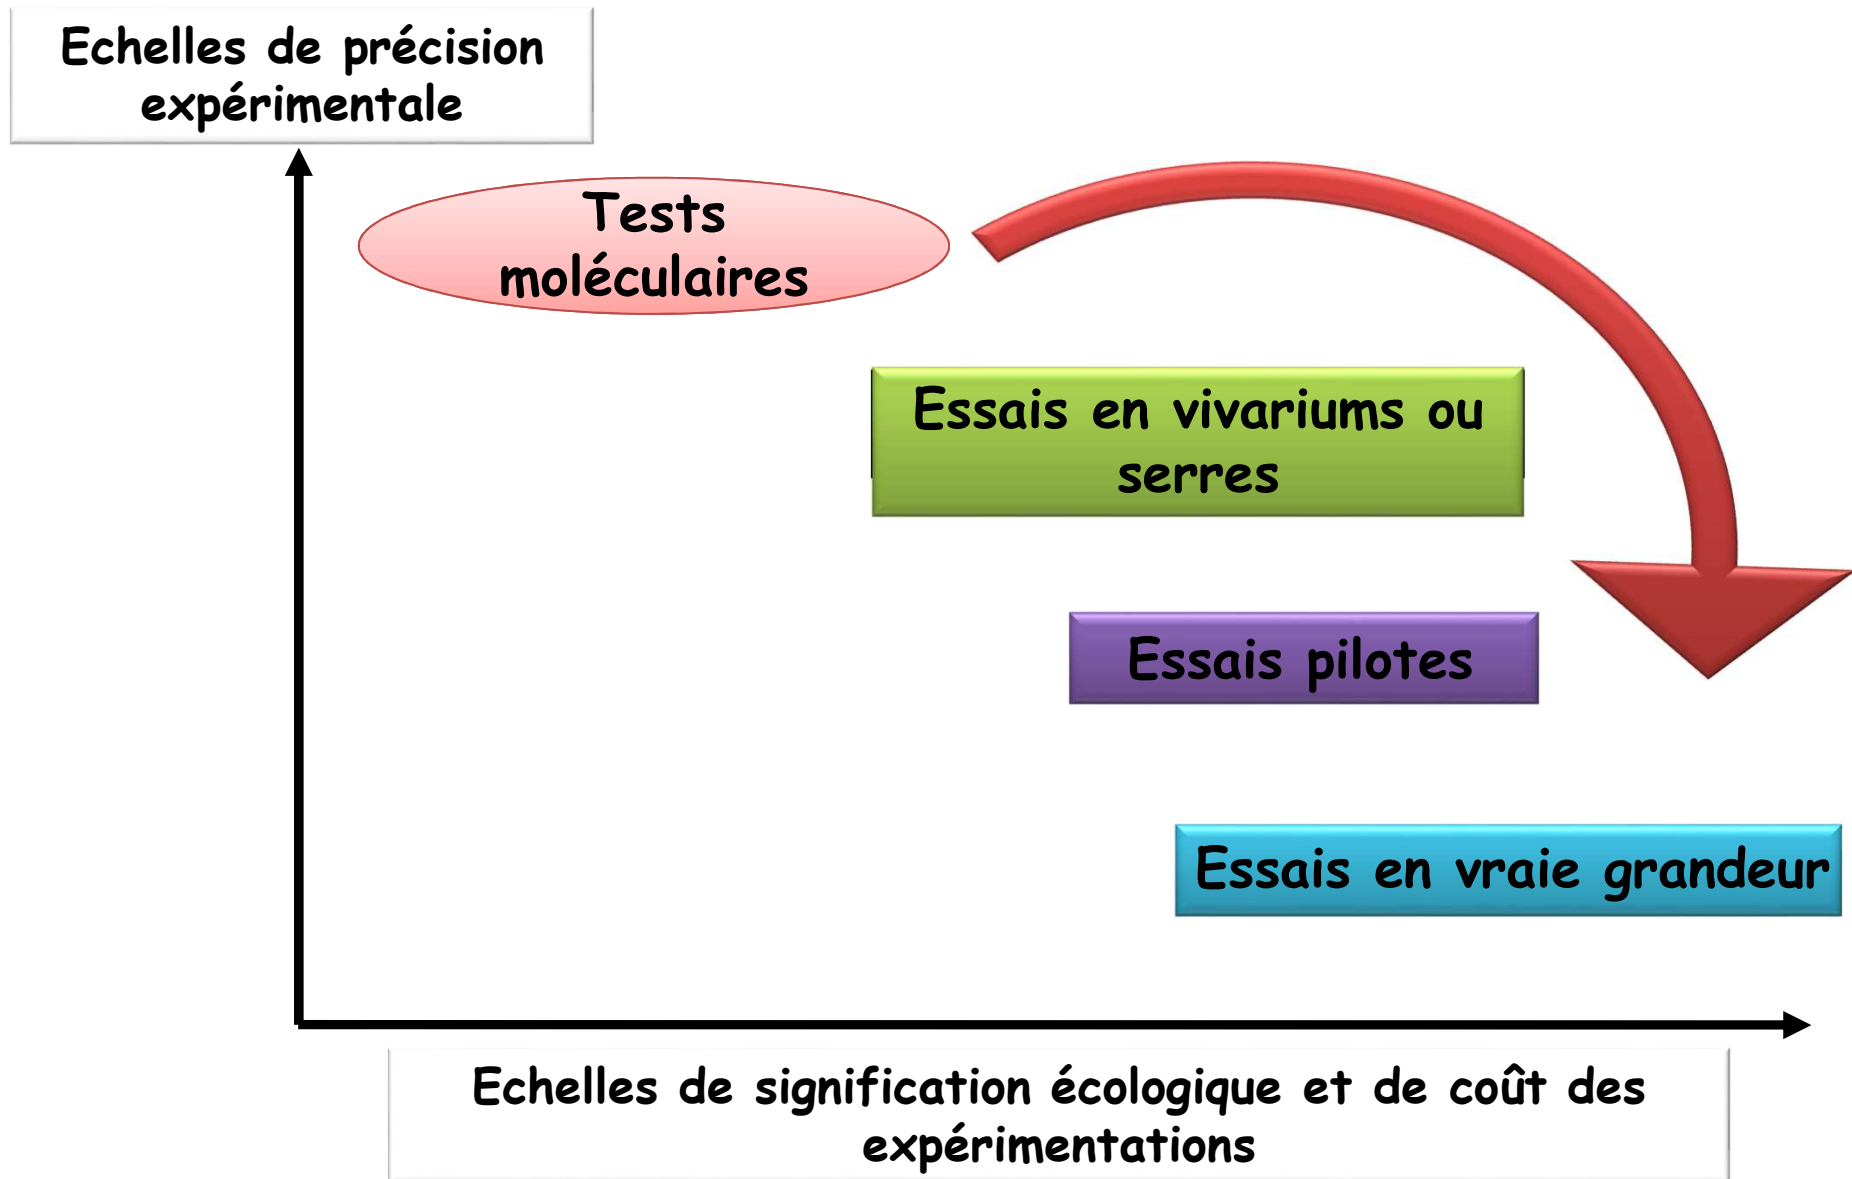 Echelles de précision
expérimentale
Tests
moléculaires
Essais en vivariums ou
serres
Essais pilotes
Essais en vraie grandeur
Echelles de signification écologique et de coût des
expérimentations